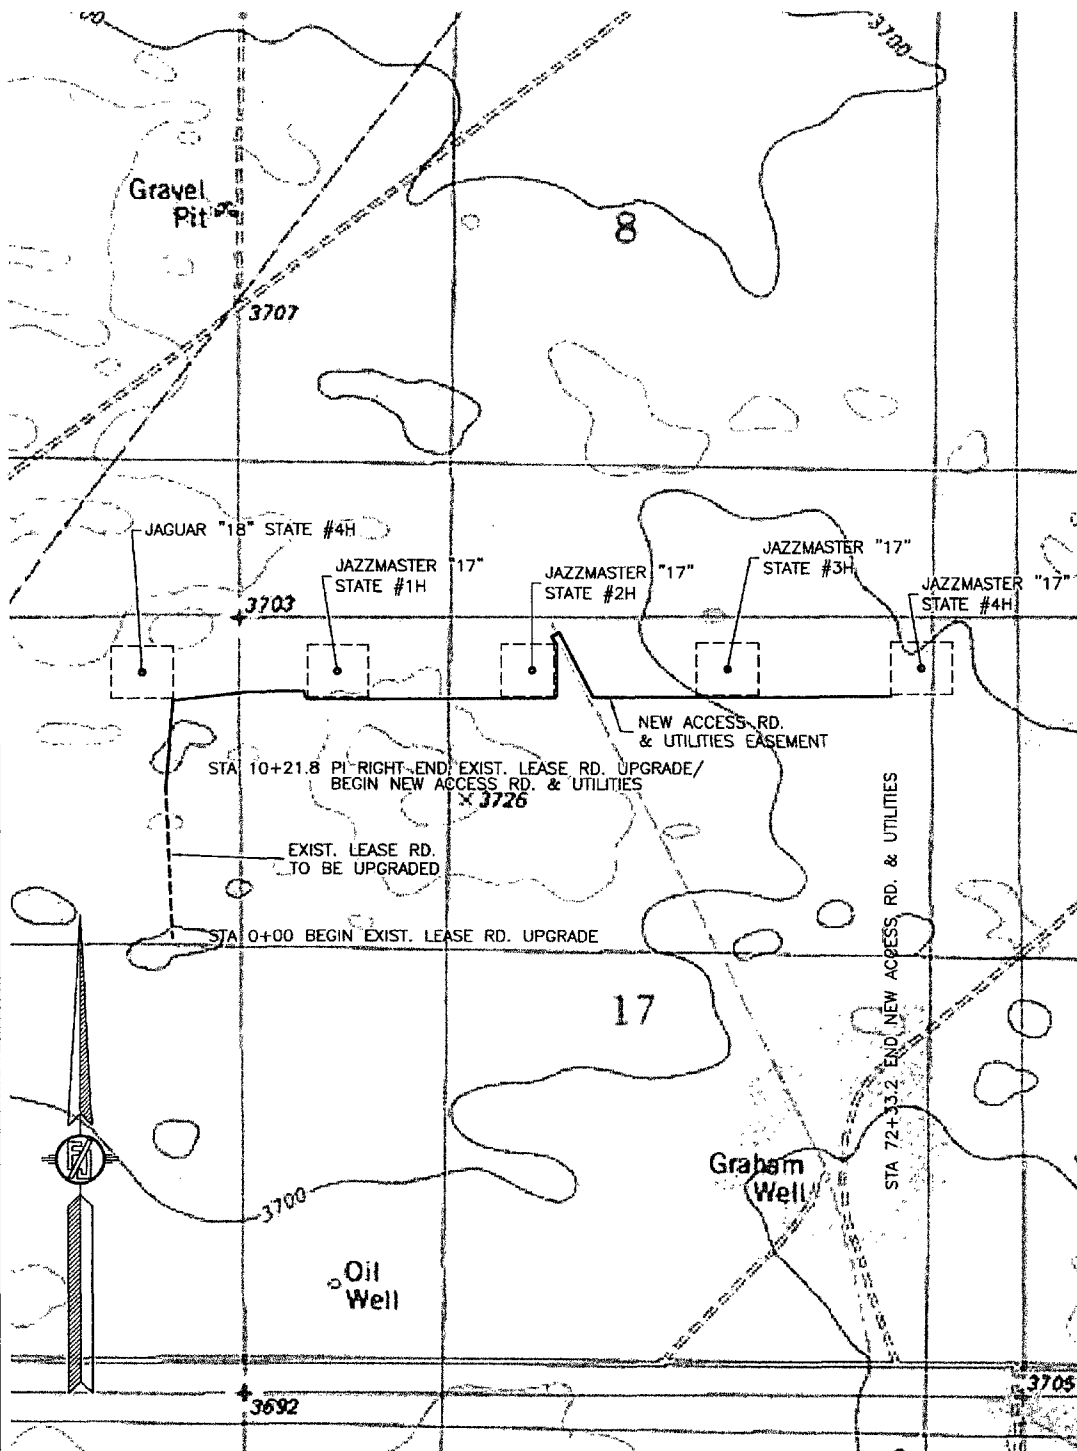 3700
Gravel
Pit
8
3707
JAGUAR "18" STATE #4H
JAZZMASTER "17"
STATE #1H
JAZZMASTER "17"
STATE #2H
JAZZMASTER "17"
STATE #3H
JAZZMASTER "17"
STATE #4H
3703
NEW ACCESS RD.
& UTILITIES EASEMENT
STA 10+21.8 PI RIGHT END EXIST. LEASE RD. UPGRADE/
BEGIN NEW ACCESS RD. & UTILITIES
3726
EXIST. LEASE RD.
TO BE UPGRADED
STA 0+00 BEGIN EXIST. LEASE RD. UPGRADE
STA 72+33.2 END NEW ACCESS RD. & UTILITIES
17
Graham
Well
3700
Oil
Well
3705
3692